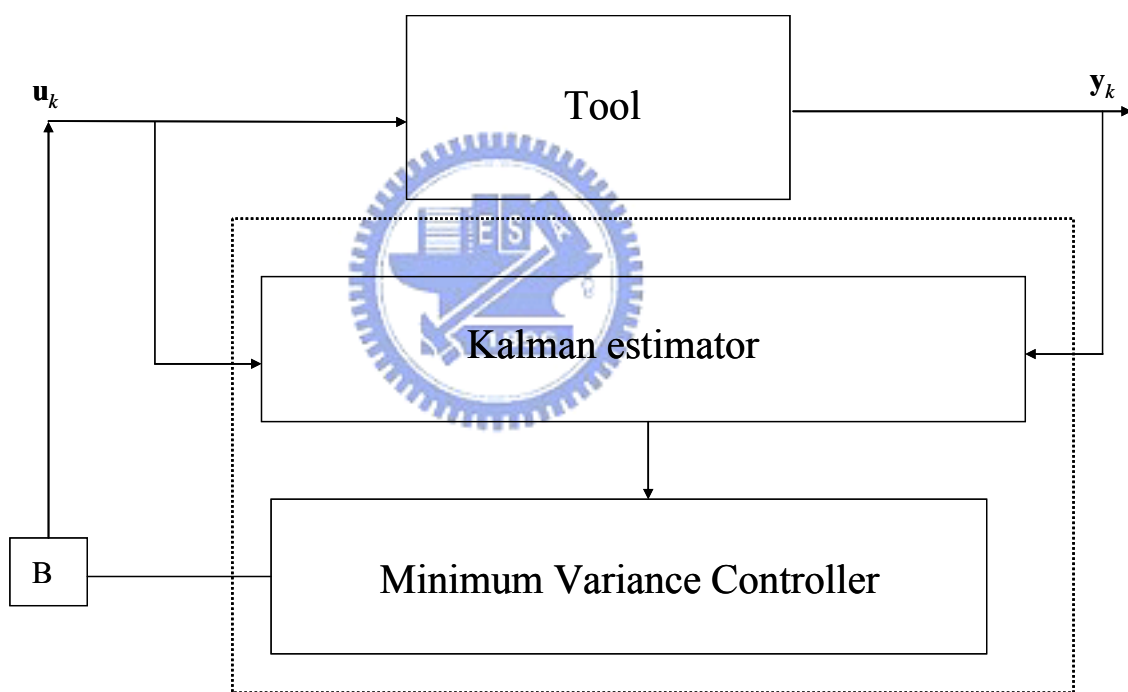 u_k
y_k
Tool
E S A
Kalman estimator
Minimum Variance Controller
B